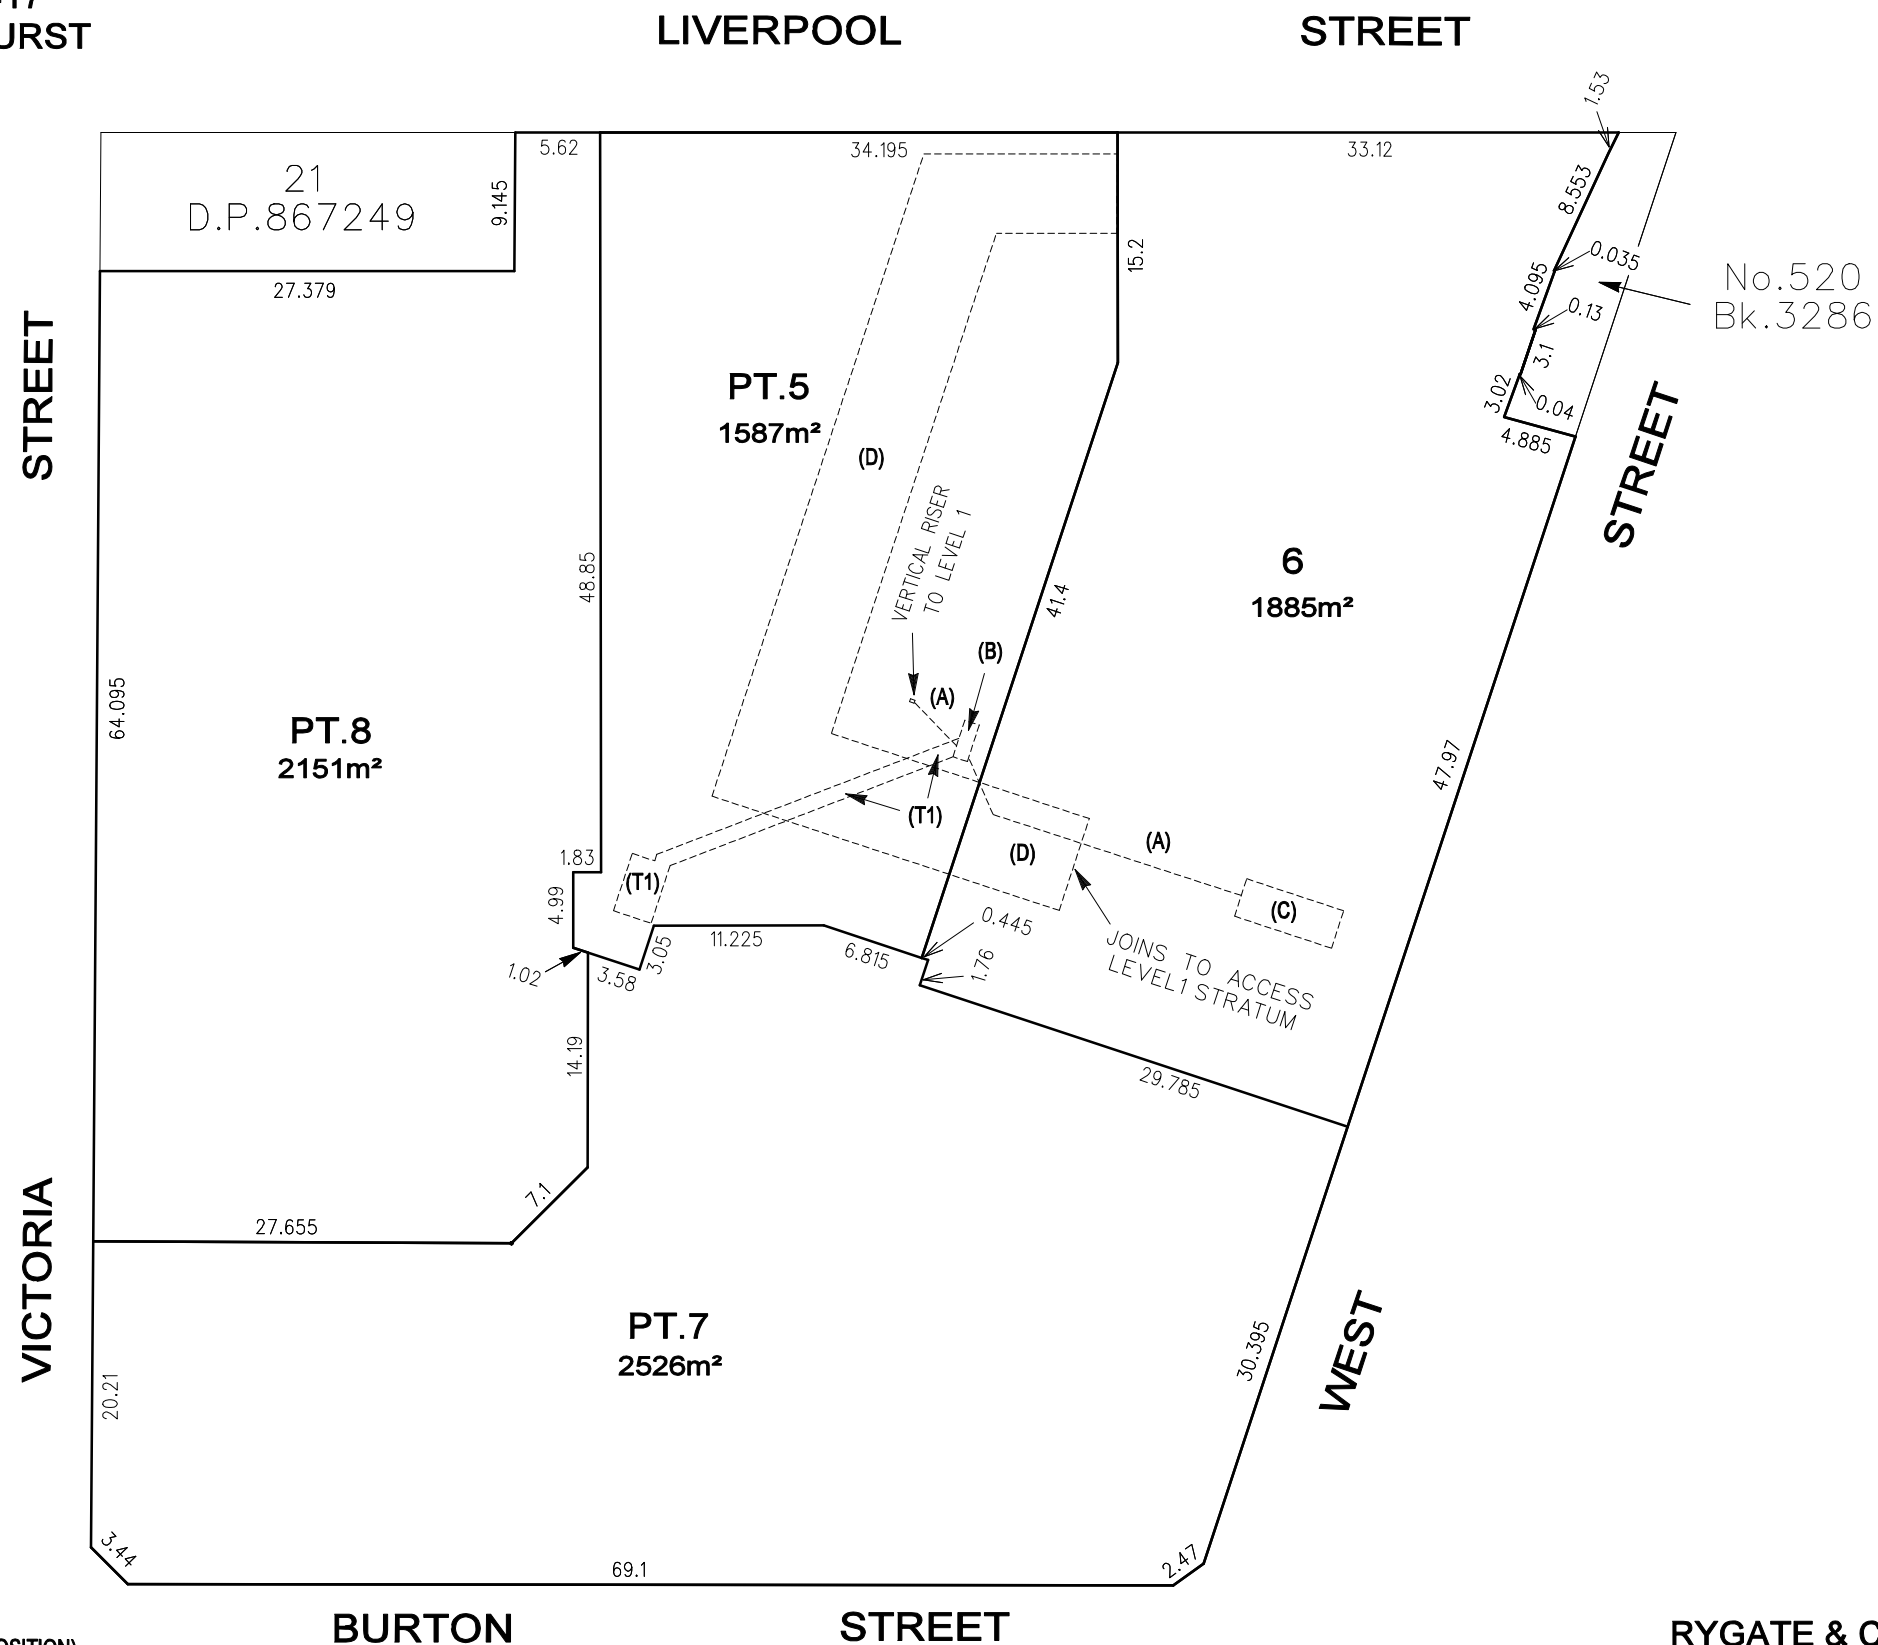 17
URST
LIVERPOOL STREET
1.53
5.62
34.195
33.12
21
D.P.867249
9.145
8.553
27.379
15.2
0.035
4.095
No.520
Bk.3286
0.13
3.1
3.02
0.04
4.885
STREET
PT.5
1587m²
(D)
STREET
VERTICAL RISER
TO LEVEL 1
48.85
41.4
6
1885m²
(B)
(A)
64.095
PT.8
2151m²
47.97
(T1)
(A)
(D)
1.83
(T1)
4.99
(C)
0.445
11.225
3.05
6.815
1.76
1.02
3.58
JOINS TO ACCESS
LEVEL1 STRATUM
14.19
29.785
7.1
27.655
VICTORIA
PT.7
2526m²
30.395
WEST
20.21
3.44
69.1
2.47
BURTON STREET
OSITION)
RYGATE & C